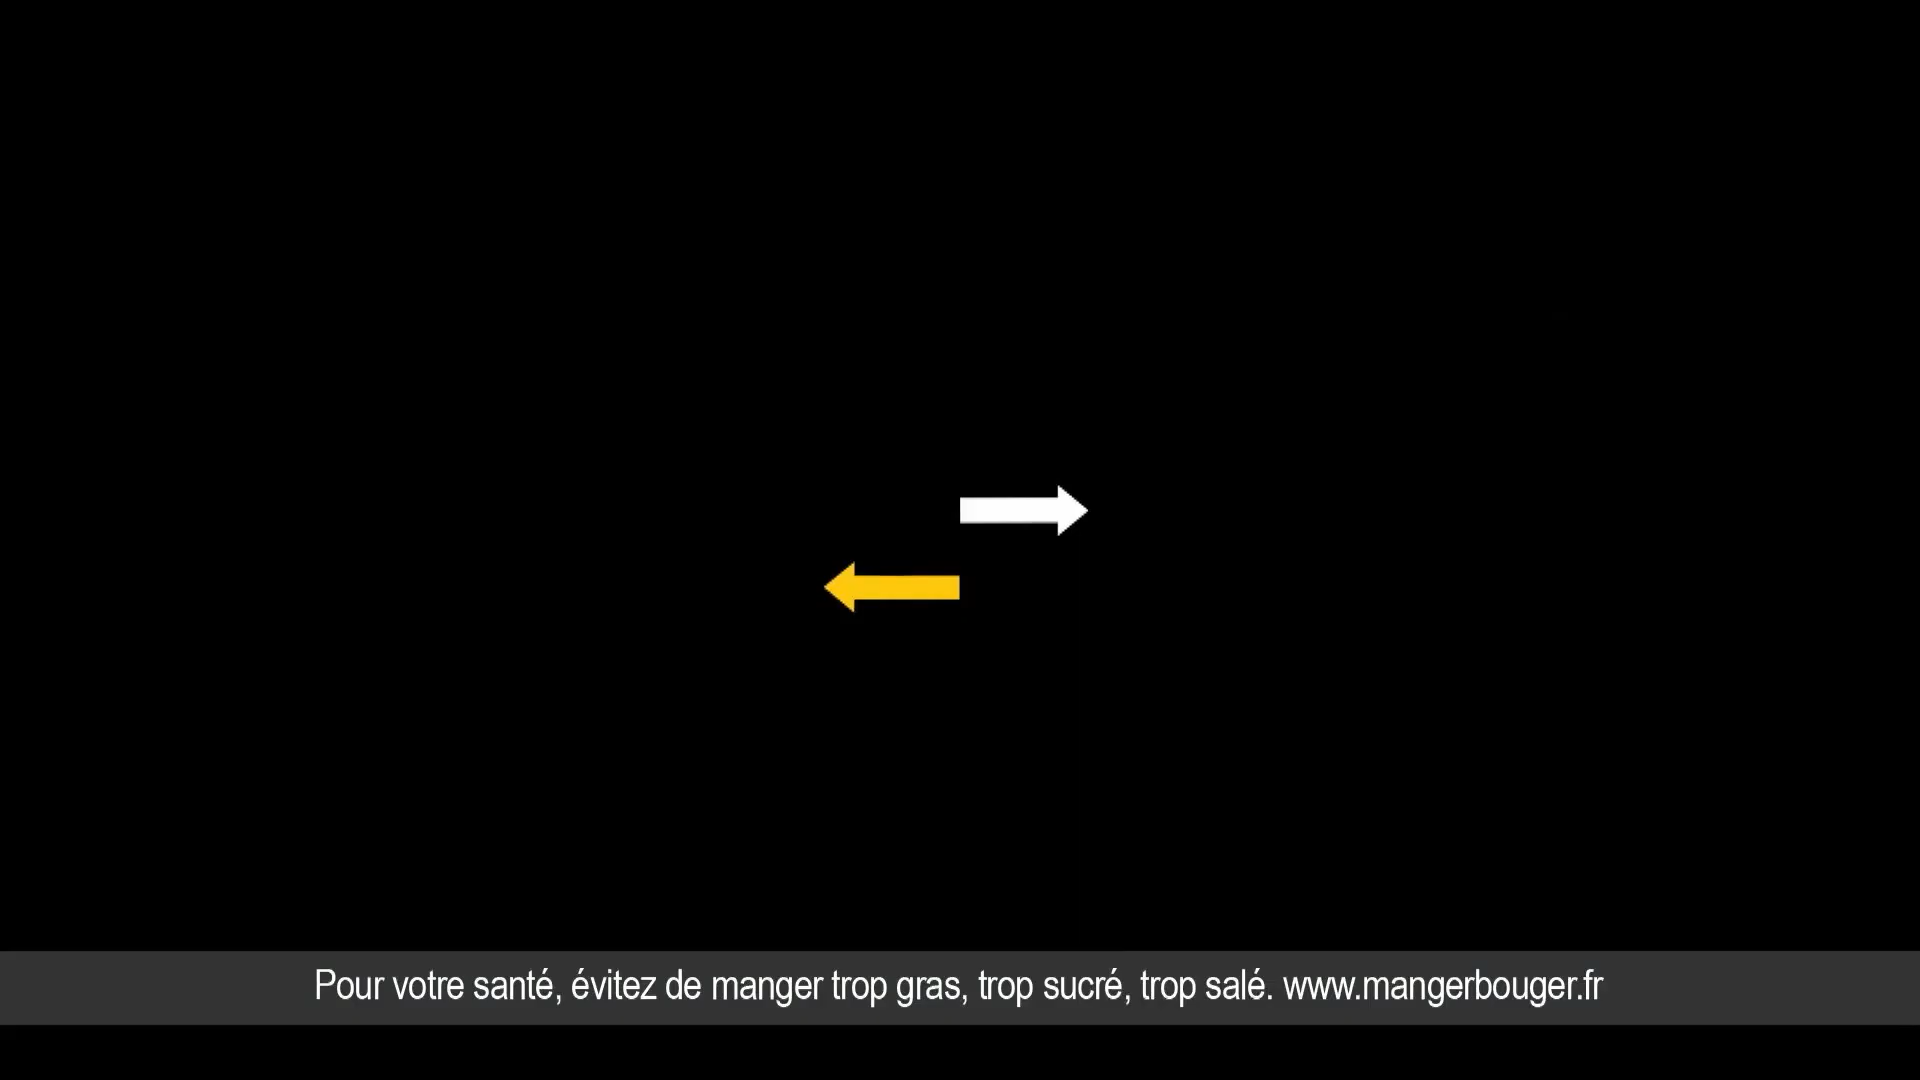 Pour votre santé, évitez de manger trop gras, trop sucré, trop salé. www.mangerbouger.fr